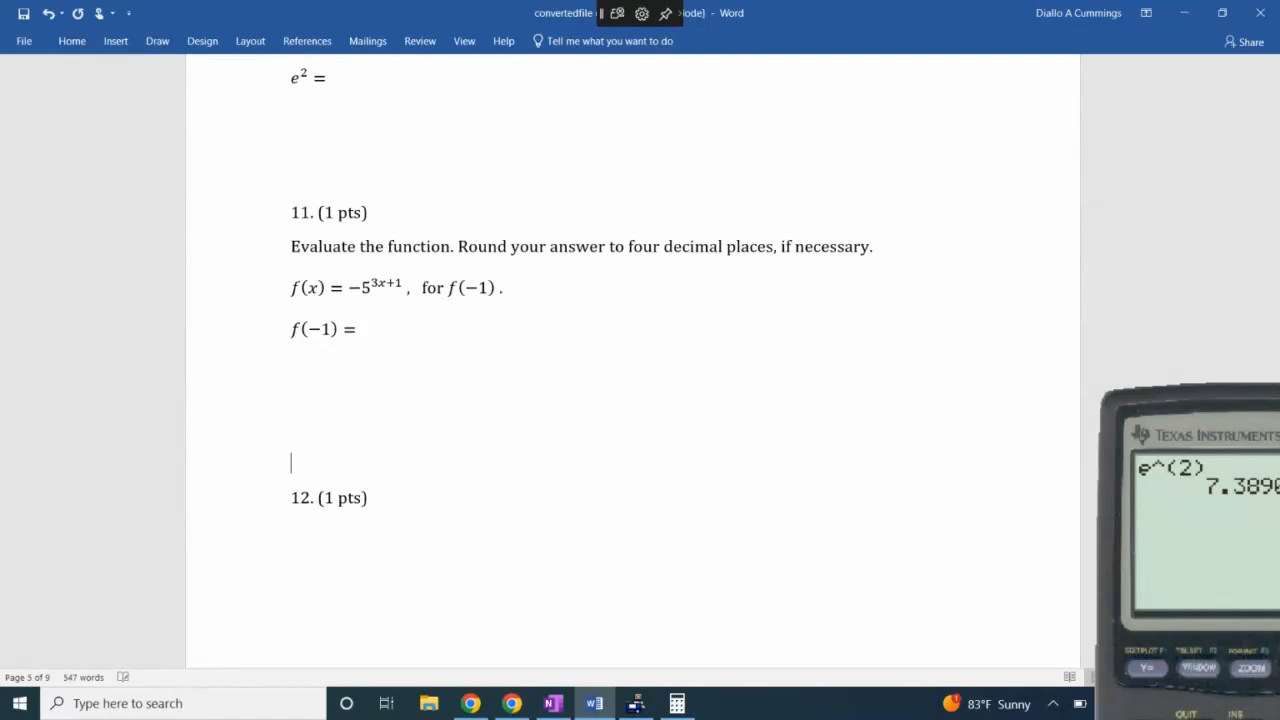 convertedfile
iode] - Word
Diallo A Cummings
File Home Insert Draw Design Layout References Mailings Review View Help Tell me what you want to do Share
e² =
11. (1 pts)
Evaluate the function. Round your answer to four decimal places, if necessary.
f(x) = −5³ˣ⁺¹ , for f(−1) .
f(−1) =
12. (1 pts)
TEXAS INSTRUMENTS
e^(2)
7.3890
Y= WINDOW ZOOM
QUIT INS
Page 5 of 9 547 words
Type here to search
83°F Sunny